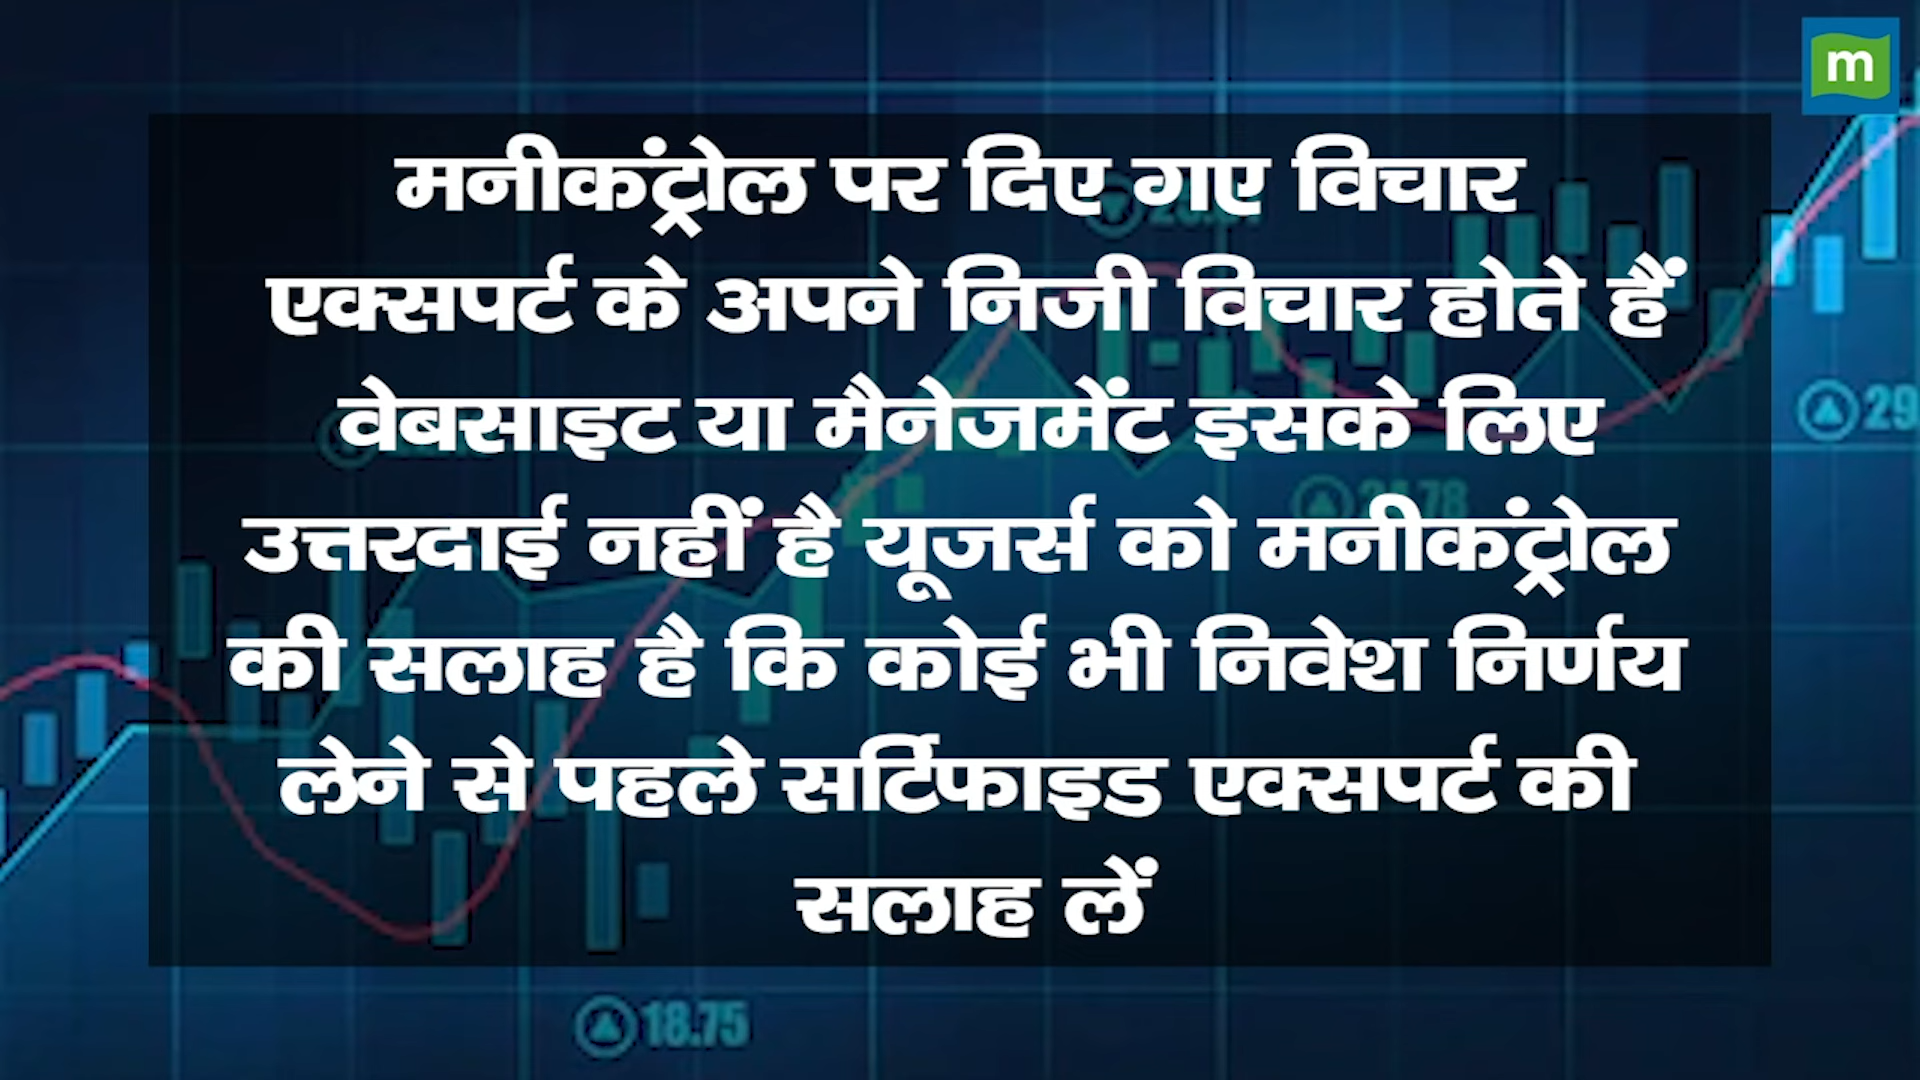 m
मनीकंट्रोल पर दिए गए विचार
एक्सपर्ट के अपने निजी विचार होते हैं
वेबसाइट या मैनेजमेंट इसके लिए
उत्तरदाई नहीं है यूजर्स को मनीकंट्रोल
की सलाह है कि कोई भी निवेश निर्णय
लेने से पहले सर्टिफाइड एक्सपर्ट की
सलाह लें
29
18.75